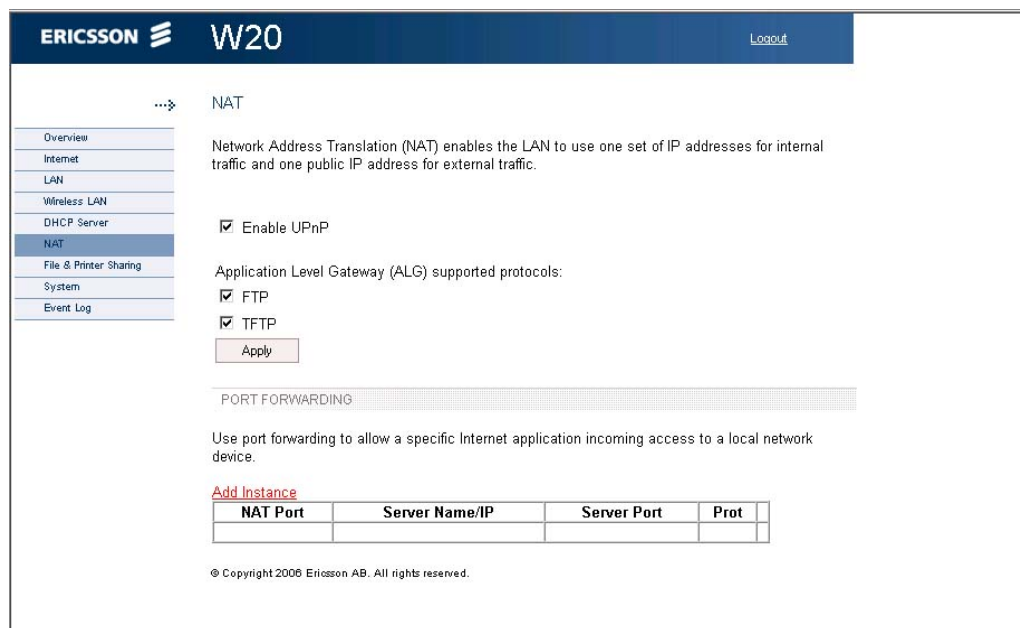 ERICSSON
W20
Logout
NAT
Overview
Internet
LAN
Wireless LAN
DHCP Server
NAT
File & Printer Sharing
System
Event Log
Network Address Translation (NAT) enables the LAN to use one set of IP addresses for internal
traffic and one public IP address for external traffic.
Enable UPnP
Application Level Gateway (ALG) supported protocols:
FTP
TFTP
Apply
PORT FORWARDING
Use port forwarding to allow a specific Internet application incoming access to a local network
device.
Add Instance
NAT Port Server Name/IP Server Port Prot
© Copyright 2006 Ericsson AB. All rights reserved.